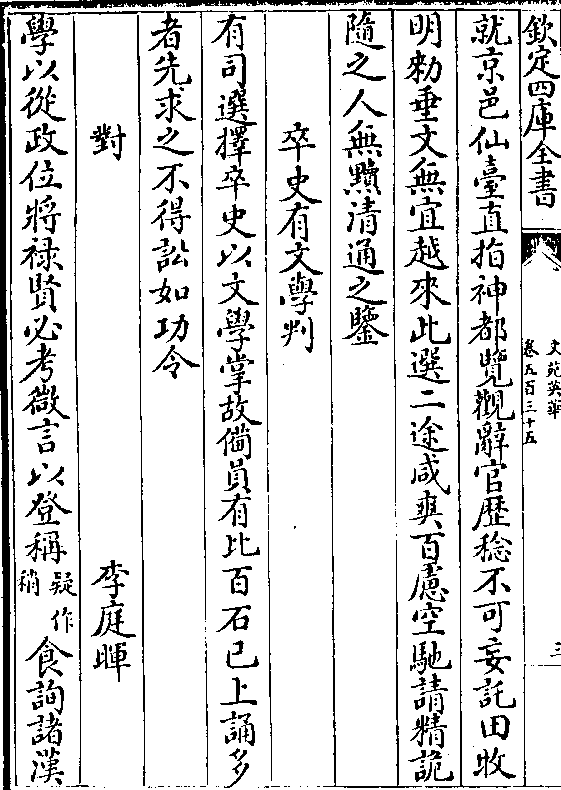 欽定四庫全書
文苑英華
卷五百三十五
三
就京邑仙臺直指神都覽觀辭官歴稔不可妄託田收
明勑垂文無宜越來此選二途咸爽百慮空馳請精詭
隨之人無黷清通之鑒
卒史有文學判
有司選擇卒史以文學掌故備員有比百石已上誦多
者先求之不得訟如功令
對
李庭暉
學以從政位將禄賢必考微言以登稱疑作稍食詢諸漢